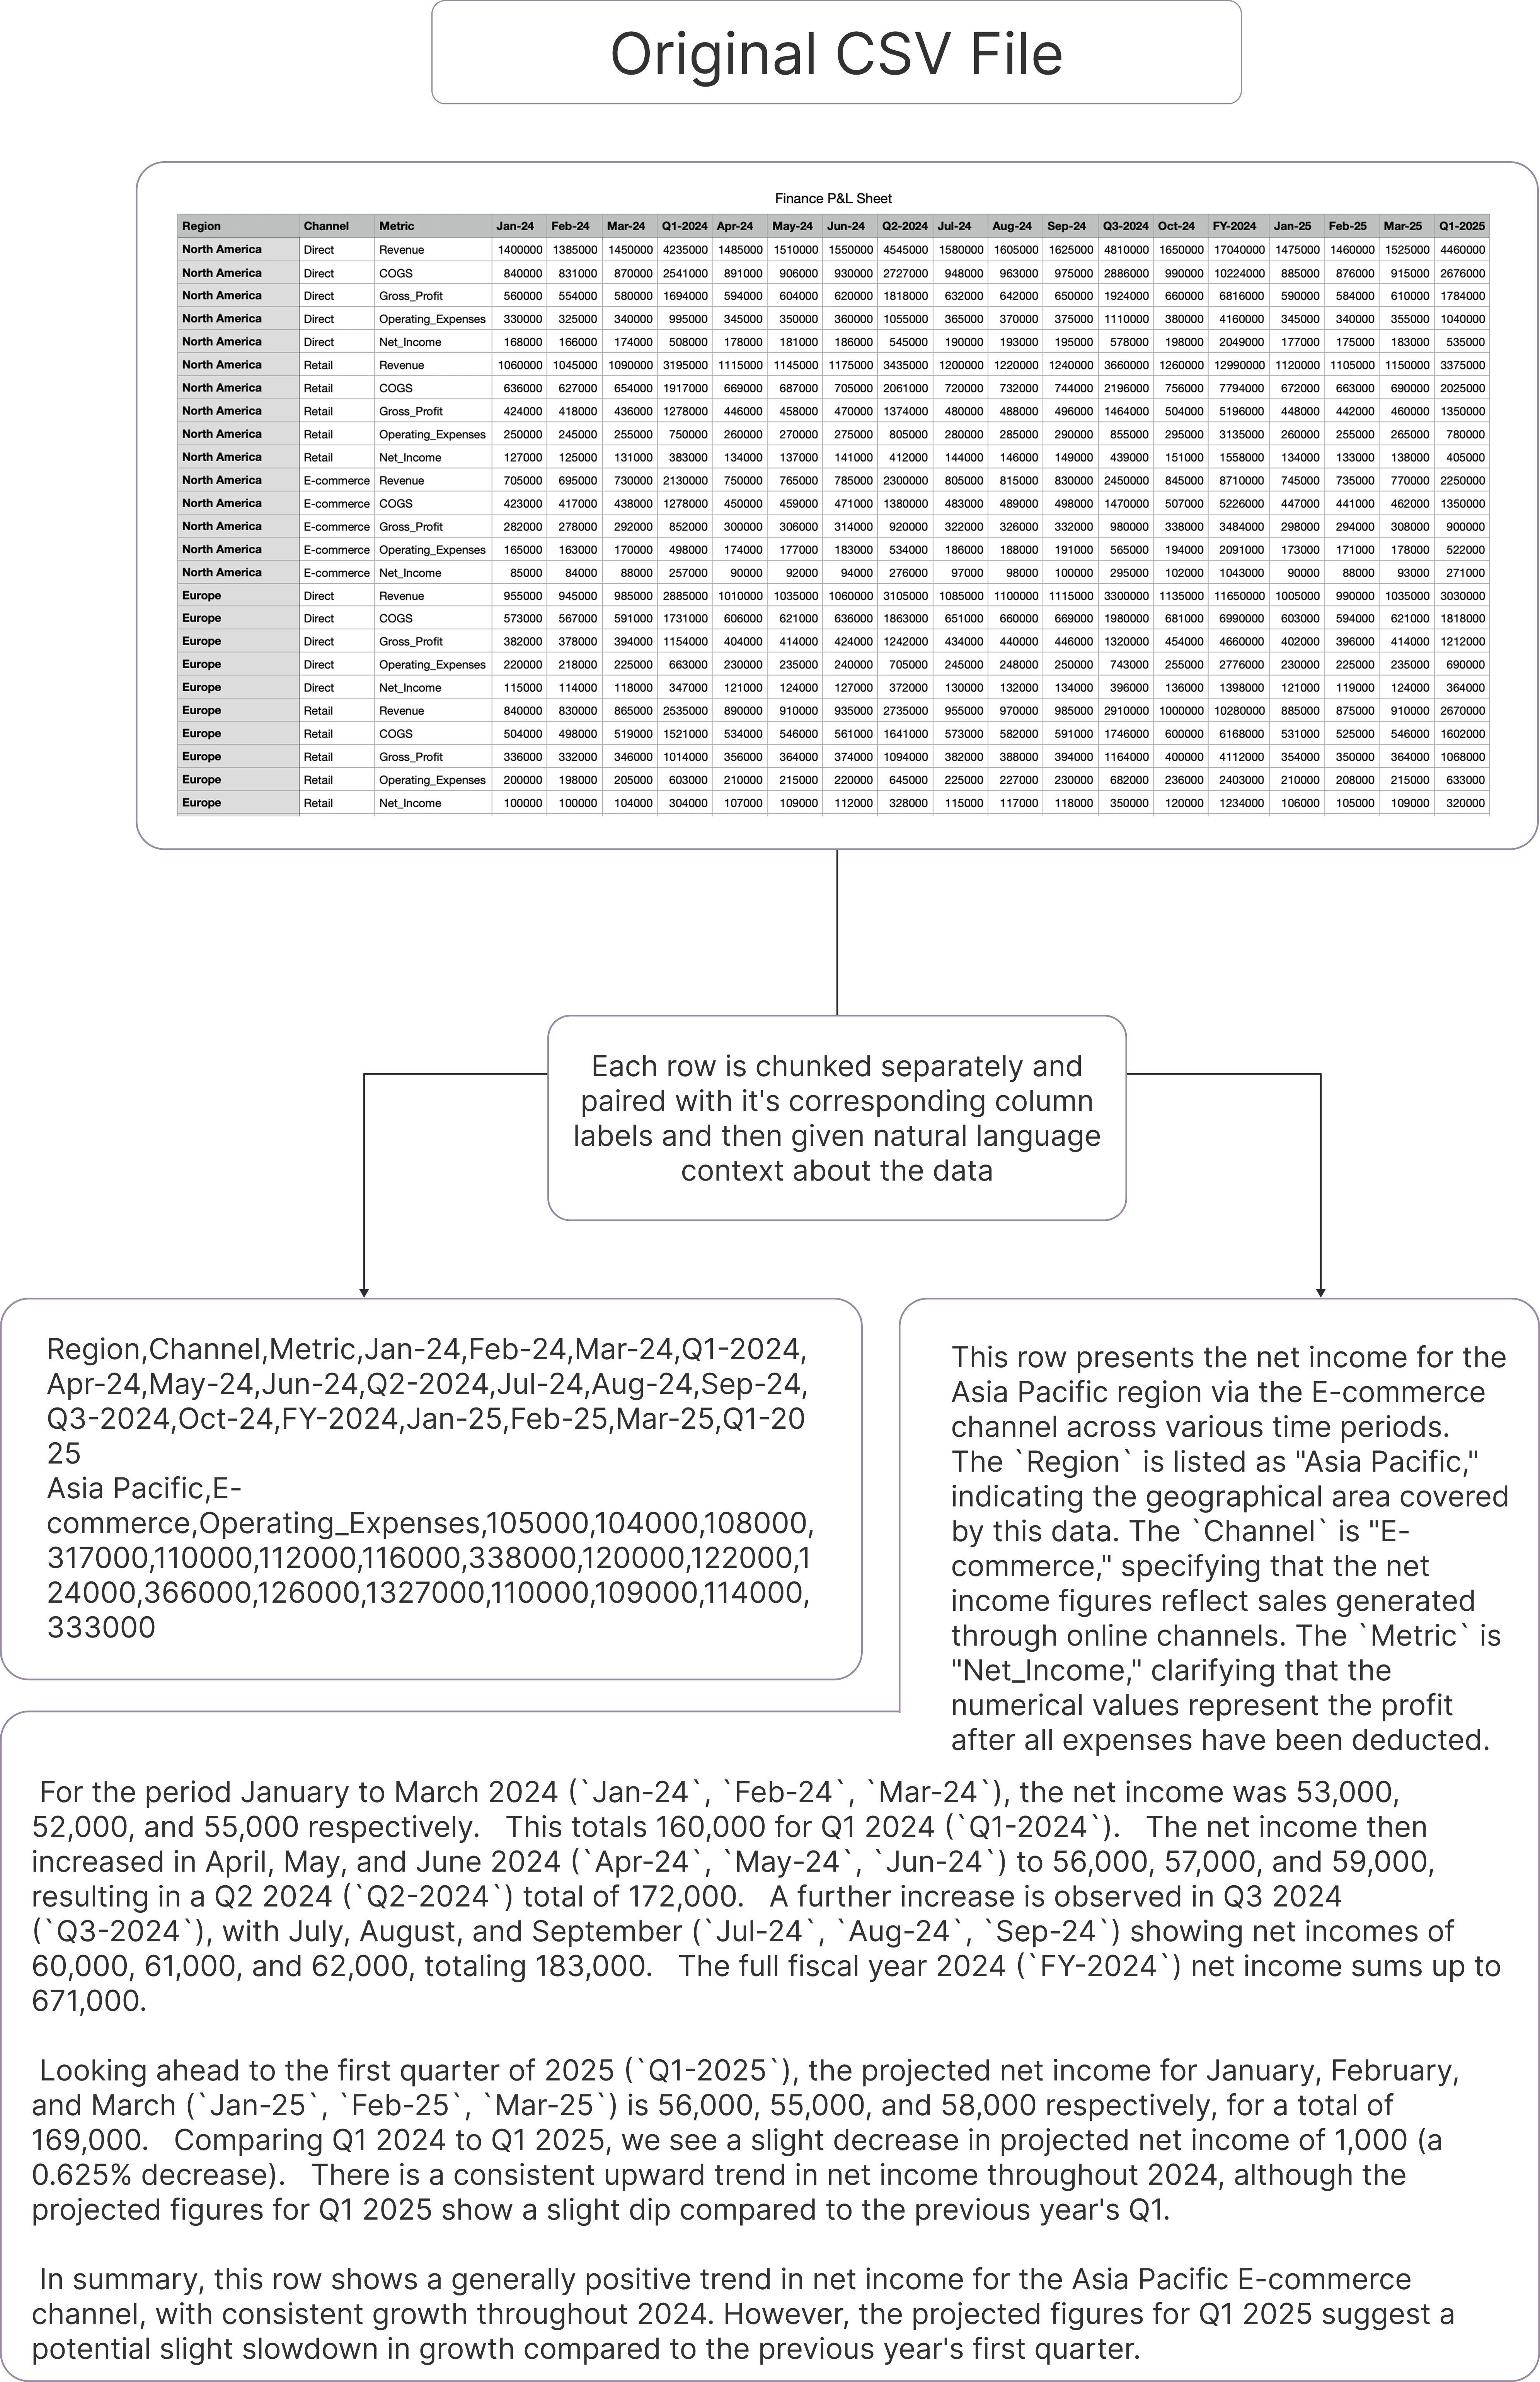 Original CSV File
Finance P&L Sheet
Region Channel Metric Jan-24 Feb-24 Mar-24 Q1-2024 Apr-24 May-24 Jun-24 Q2-2024 Jul-24 Aug-24 Sep-24 Q3-2024 Oct-24 FY-2024 Jan-25 Feb-25 Mar-25 Q1-2025
North America Direct Revenue 1400000 1385000 1450000 4235000 1485000 1510000 1550000 4545000 1580000 1605000 1625000 4810000 1650000 17040000 1475000 1460000 1525000 4460000
North America Direct COGS 840000 831000 870000 2541000 891000 906000 930000 2727000 948000 963000 975000 2886000 990000 10224000 885000 876000 915000 2676000
North America Direct Gross_Profit 560000 554000 580000 1694000 594000 604000 620000 1818000 632000 642000 650000 1924000 660000 6816000 590000 584000 610000 1784000
North America Direct Operating_Expenses 330000 325000 340000 995000 345000 350000 360000 1055000 365000 370000 375000 1110000 380000 4160000 345000 340000 355000 1040000
North America Direct Net_Income 168000 166000 174000 508000 178000 181000 186000 545000 190000 193000 195000 578000 198000 2049000 177000 175000 183000 535000
North America Retail Revenue 1060000 1045000 1090000 3195000 1115000 1145000 1175000 3435000 1200000 1220000 1240000 3660000 1260000 12990000 1120000 1105000 1150000 3375000
North America Retail COGS 636000 627000 654000 1917000 669000 687000 705000 2061000 720000 732000 744000 2196000 756000 7794000 672000 663000 690000 2025000
North America Retail Gross_Profit 424000 418000 436000 1278000 446000 458000 470000 1374000 480000 488000 496000 1464000 504000 5196000 448000 442000 460000 1350000
North America Retail Operating_Expenses 250000 245000 255000 750000 260000 270000 275000 805000 280000 285000 290000 855000 295000 3135000 260000 255000 265000 780000
North America Retail Net_Income 127000 125000 131000 383000 134000 137000 141000 412000 144000 146000 149000 439000 151000 1558000 134000 133000 138000 405000
North America E-commerce Revenue 705000 695000 730000 2130000 750000 765000 785000 2300000 805000 815000 830000 2450000 845000 8710000 745000 735000 770000 2250000
North America E-commerce COGS 423000 417000 438000 1278000 450000 459000 471000 1380000 483000 489000 498000 1470000 507000 5226000 447000 441000 462000 1350000
North America E-commerce Gross_Profit 282000 278000 292000 852000 300000 306000 314000 920000 322000 326000 332000 980000 338000 3484000 298000 294000 308000 900000
North America E-commerce Operating_Expenses 165000 163000 170000 498000 174000 177000 183000 534000 186000 188000 191000 565000 194000 2091000 173000 171000 178000 522000
North America E-commerce Net_Income 85000 84000 88000 257000 90000 92000 94000 276000 97000 98000 100000 295000 102000 1043000 90000 88000 93000 271000
Europe Direct Revenue 955000 945000 985000 2885000 1010000 1035000 1060000 3105000 1085000 1100000 1115000 3300000 1135000 11650000 1005000 990000 1035000 3030000
Europe Direct COGS 573000 567000 591000 1731000 606000 621000 636000 1863000 651000 660000 669000 1980000 681000 6990000 603000 594000 621000 1818000
Europe Direct Gross_Profit 382000 378000 394000 1154000 404000 414000 424000 1242000 434000 440000 446000 1320000 454000 4660000 402000 396000 414000 1212000
Europe Direct Operating_Expenses 220000 218000 225000 663000 230000 235000 240000 705000 245000 248000 250000 743000 255000 2776000 230000 225000 235000 690000
Europe Direct Net_Income 115000 114000 118000 347000 121000 124000 127000 372000 130000 132000 134000 396000 136000 1398000 121000 119000 124000 364000
Europe Retail Revenue 840000 830000 865000 2535000 890000 910000 935000 2735000 955000 970000 985000 2910000 1000000 10280000 885000 875000 910000 2670000
Europe Retail COGS 504000 498000 519000 1521000 534000 546000 561000 1641000 573000 582000 591000 1746000 600000 6168000 531000 525000 546000 1602000
Europe Retail Gross_Profit 336000 332000 346000 1014000 356000 364000 374000 1094000 382000 388000 394000 1164000 400000 4112000 354000 350000 364000 1068000
Europe Retail Operating_Expenses 200000 198000 205000 603000 210000 215000 220000 645000 225000 227000 230000 682000 236000 2403000 210000 208000 215000 633000
Europe Retail Net_Income 100000 100000 104000 304000 107000 109000 112000 328000 115000 117000 118000 350000 120000 1234000 106000 105000 109000 320000
Each row is chunked separately and
paired with it's corresponding column
labels and then given natural language
context about the data
Region,Channel,Metric,Jan-24,Feb-24,Mar-24,Q1-2024,
Apr-24,May-24,Jun-24,Q2-2024,Jul-24,Aug-24,Sep-24,
Q3-2024,Oct-24,FY-2024,Jan-25,Feb-25,Mar-25,Q1-20
25
Asia Pacific,E-
commerce,Operating_Expenses,105000,104000,108000,
317000,110000,112000,116000,338000,120000,122000,1
24000,366000,126000,1327000,110000,109000,114000,
333000
This row presents the net income for the
Asia Pacific region via the E-commerce
channel across various time periods.
The `Region` is listed as "Asia Pacific,"
indicating the geographical area covered
by this data. The `Channel` is "E-
commerce," specifying that the net
income figures reflect sales generated
through online channels. The `Metric` is
"Net_Income," clarifying that the
numerical values represent the profit
after all expenses have been deducted.
For the period January to March 2024 (`Jan-24`, `Feb-24`, `Mar-24`), the net income was 53,000,
52,000, and 55,000 respectively. This totals 160,000 for Q1 2024 (`Q1-2024`). The net income then
increased in April, May, and June 2024 (`Apr-24`, `May-24`, `Jun-24`) to 56,000, 57,000, and 59,000,
resulting in a Q2 2024 (`Q2-2024`) total of 172,000. A further increase is observed in Q3 2024
(`Q3-2024`), with July, August, and September (`Jul-24`, `Aug-24`, `Sep-24`) showing net incomes of
60,000, 61,000, and 62,000, totaling 183,000. The full fiscal year 2024 (`FY-2024`) net income sums up to
671,000.
Looking ahead to the first quarter of 2025 (`Q1-2025`), the projected net income for January, February,
and March (`Jan-25`, `Feb-25`, `Mar-25`) is 56,000, 55,000, and 58,000 respectively, for a total of
169,000. Comparing Q1 2024 to Q1 2025, we see a slight decrease in projected net income of 1,000 (a
0.625% decrease). There is a consistent upward trend in net income throughout 2024, although the
projected figures for Q1 2025 show a slight dip compared to the previous year's Q1.
In summary, this row shows a generally positive trend in net income for the Asia Pacific E-commerce
channel, with consistent growth throughout 2024. However, the projected figures for Q1 2025 suggest a
potential slight slowdown in growth compared to the previous year's first quarter.